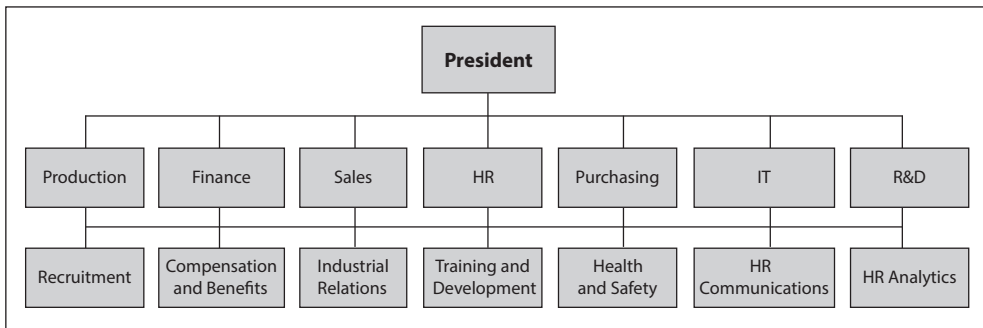 President
Production
Finance
Sales
HR
Purchasing
IT
R&D
Recruitment
Compensation
and Benefits
Industrial
Relations
Training and
Development
Health
and Safety
HR
Communications
HR Analytics